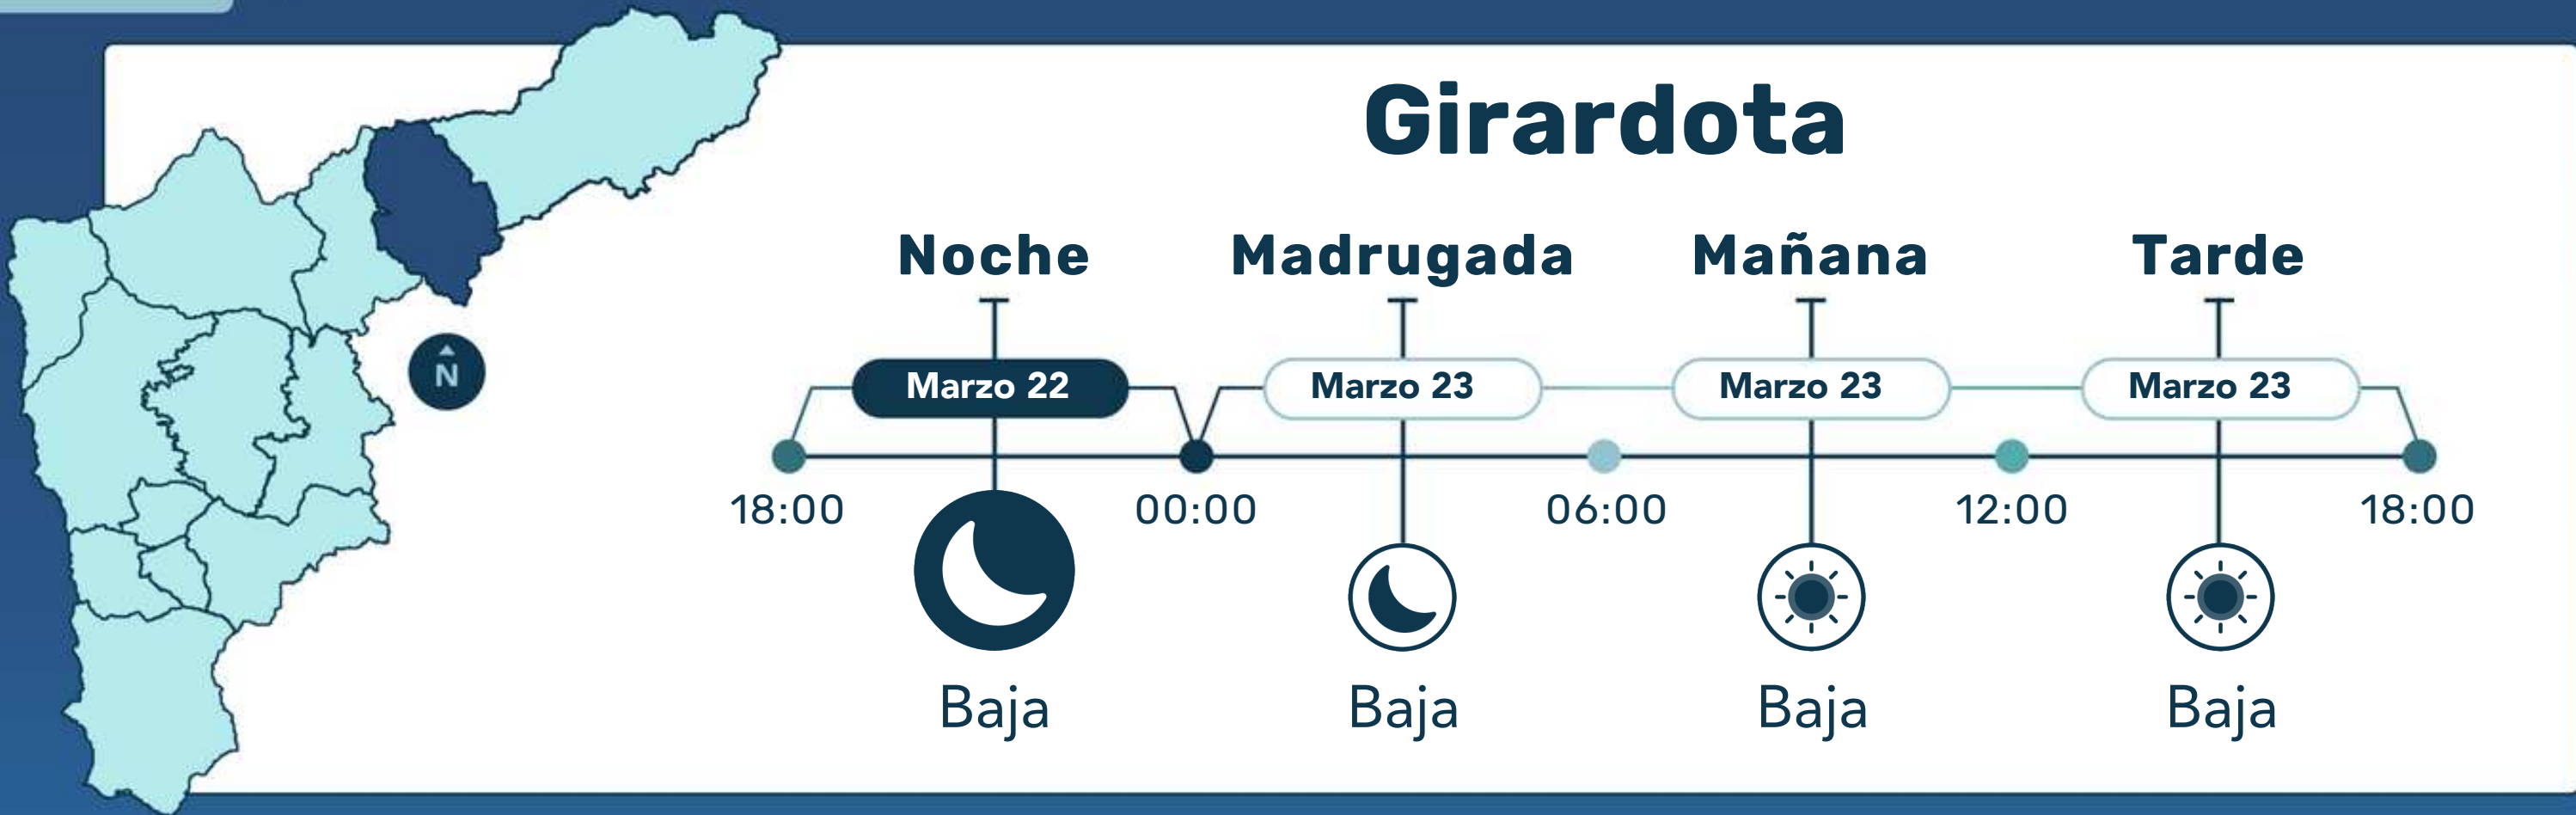 Girardota
Noche Madrugada Mañana Tarde
Marzo 22 Marzo 23 Marzo 23 Marzo 23
N
18:00 00:00 06:00 12:00 18:00
Baja Baja Baja Baja